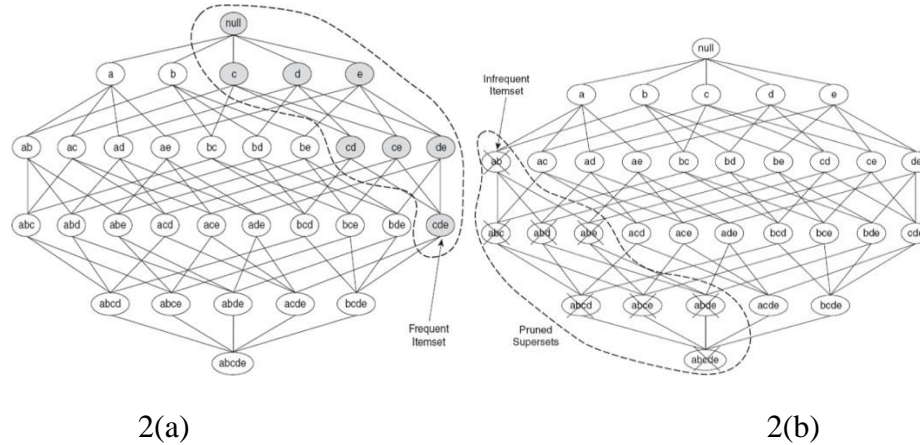 null
a b c d e
ab ac ad ae bc bd be cd ce de
abc abd abe acd ace ade bcd bce bde cde
abcd abce abde acde bcde
Frequent
Itemset
abcde
2(a)
null
Infrequent
Itemset
a b c d e
ab ac ad ae bc bd be cd ce de
abc abd abe acd ace ade bcd bce bde cde
abcd abce abde acde bcde
Pruned
Supersets
abcde
2(b)